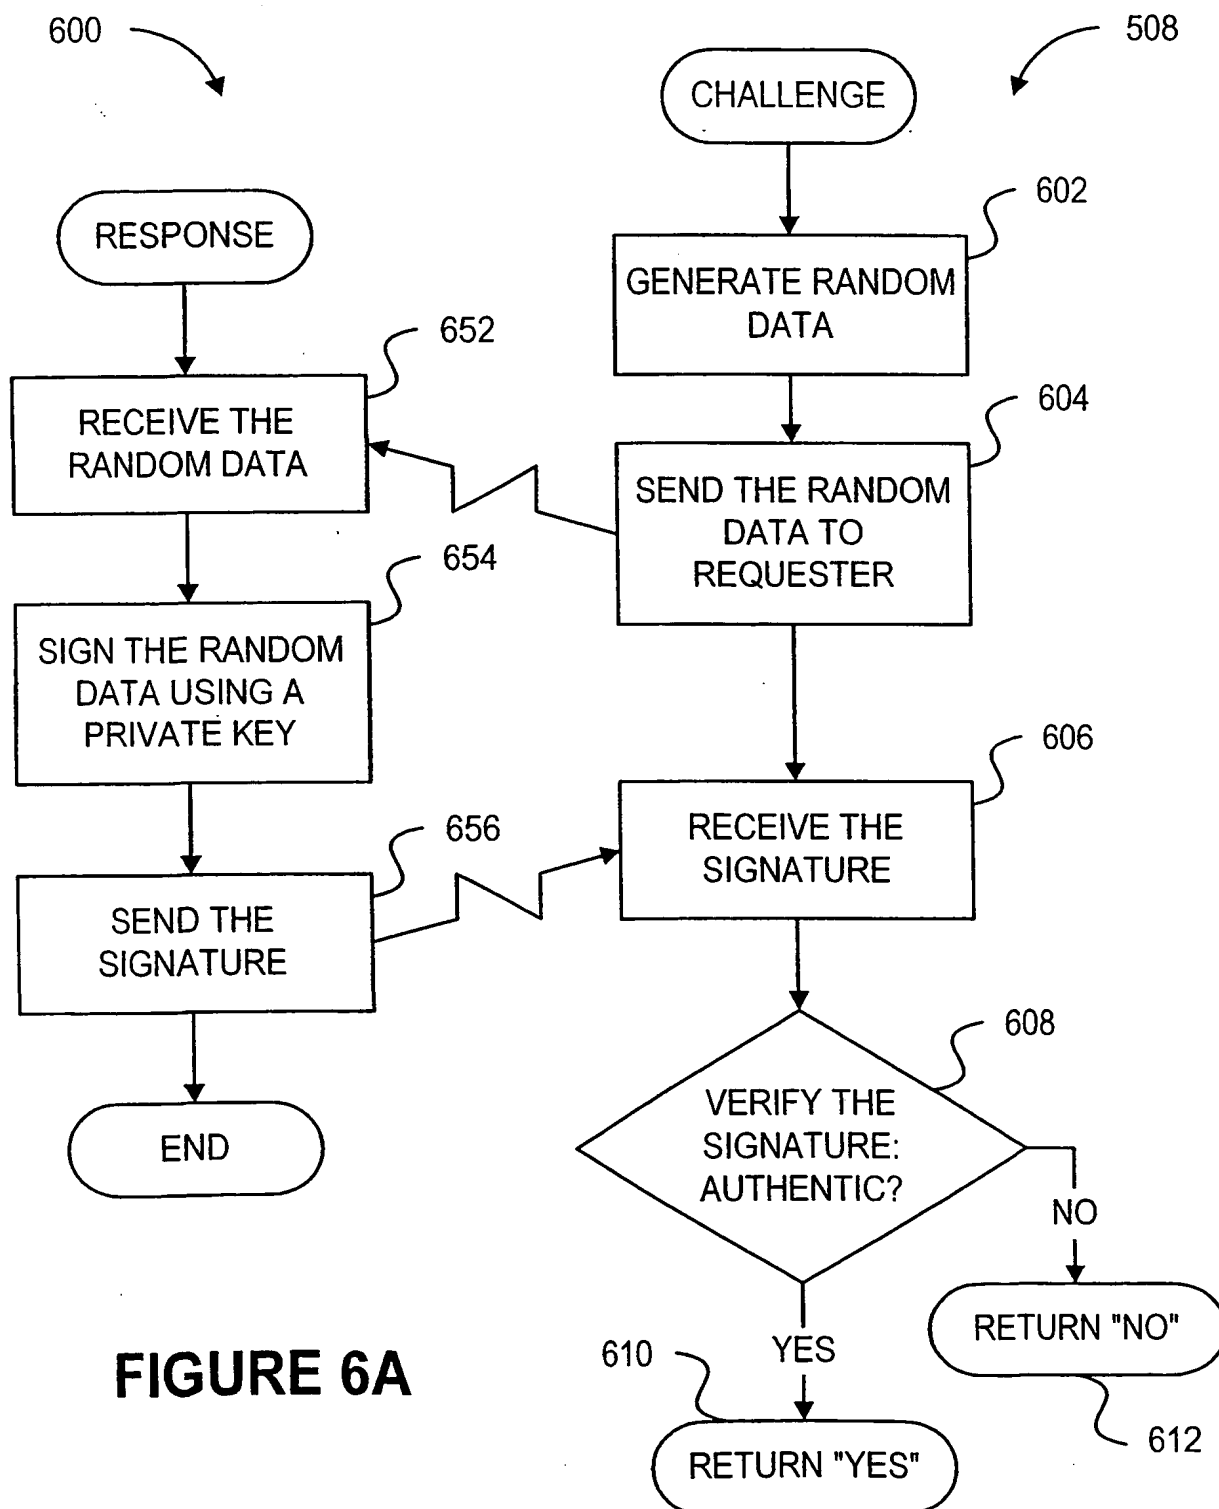 600
508
CHALLENGE
602
RESPONSE
GENERATE RANDOM
DATA
652
604
RECEIVE THE
RANDOM DATA
SEND THE RANDOM
DATA TO
REQUESTER
654
SIGN THE RANDOM
DATA USING A
PRIVATE KEY
606
RECEIVE THE
SIGNATURE
656
SEND THE
SIGNATURE
608
VERIFY THE
SIGNATURE:
AUTHENTIC?
END
NO
RETURN "NO"
YES
610
FIGURE 6A
612
RETURN "YES"